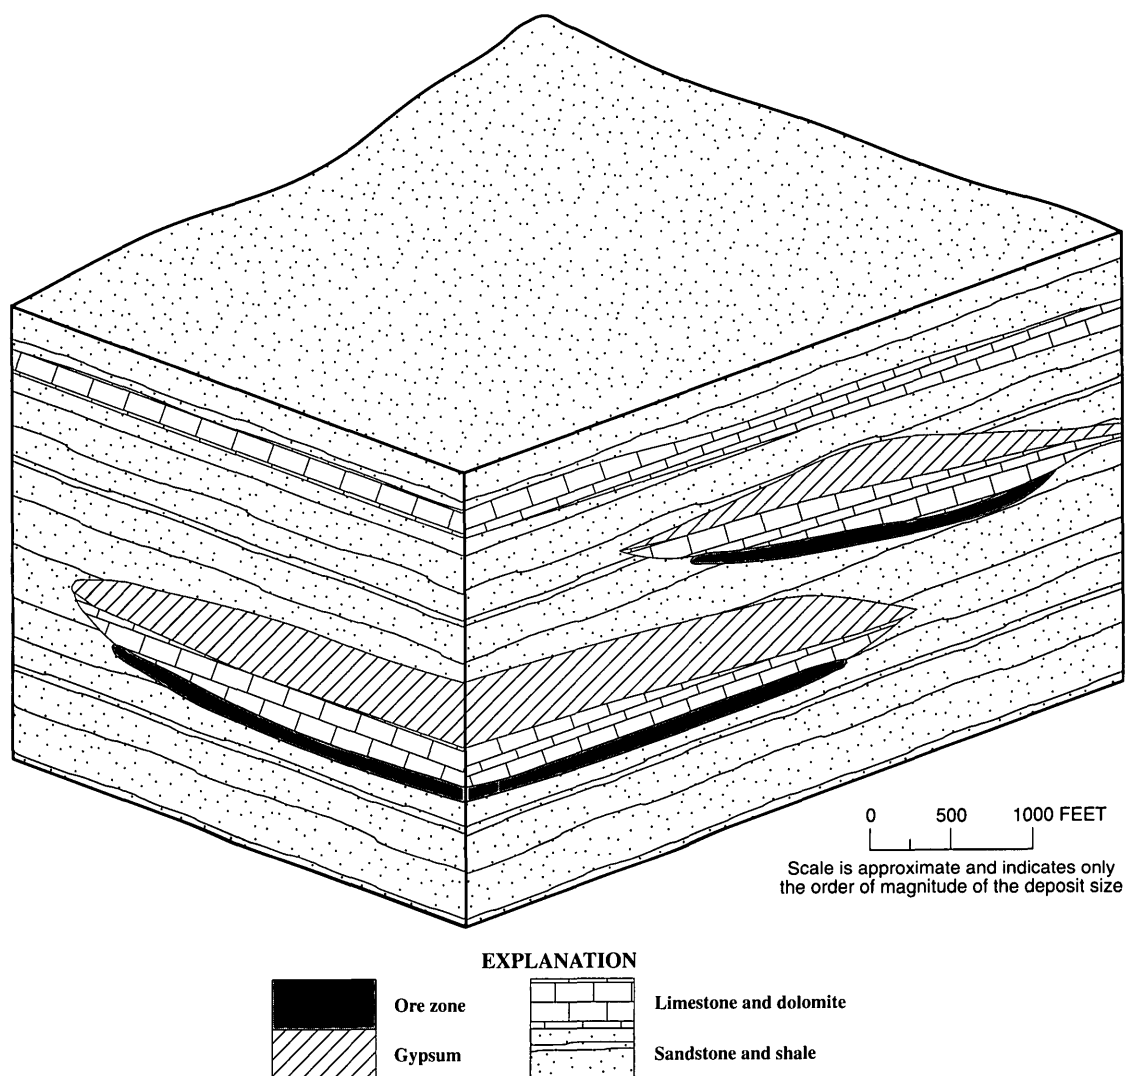 0 500 1000 FEET
Scale is approximate and indicates only
the order of magnitude of the deposit size
EXPLANATION
Ore zone
Limestone and dolomite
Gypsum
Sandstone and shale